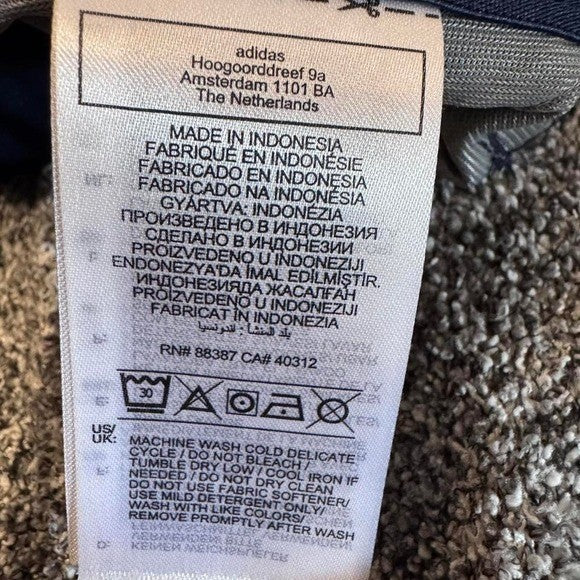 adidas
Hoogoorddreef 9a
Amsterdam 1101 BA
The Netherlands
MADE IN INDONESIA
FABRIQUÉ EN INDONÉSIE
FABRICADO EN INDONESIA
FABRICADO NA INDONÉSIA
GYÁRTVA: INDONÉZIA
ПРОИЗВЕДЕНО В ИНДОНЕЗИЯ
СДЕЛАНО В ИНДОНЕЗИИ
PROIZVEDENO U INDONEZIJI
ENDONEZYA'DA İMAL EDİLMİŞTİR.
ИНДОНЕЗИЯДА ЖАСАЛҒАН
PROIZVEDENO U INDONEZIJI
FABRICAT ÎN INDONEZIA
بلد المنشأ: اندونيسيا
RN# 88387 CA# 40312
30
US/UK: MACHINE WASH COLD DELICATE
CYCLE / DO NOT BLEACH /
TUMBLE DRY LOW / COOL IRON IF
NEEDED / DO NOT DRY CLEAN
DO NOT USE FABRIC SOFTENER/
USE MILD DETERGENT ONLY/
WASH WITH LIKE COLORS/
REMOVE PROMPTLY AFTER WASH